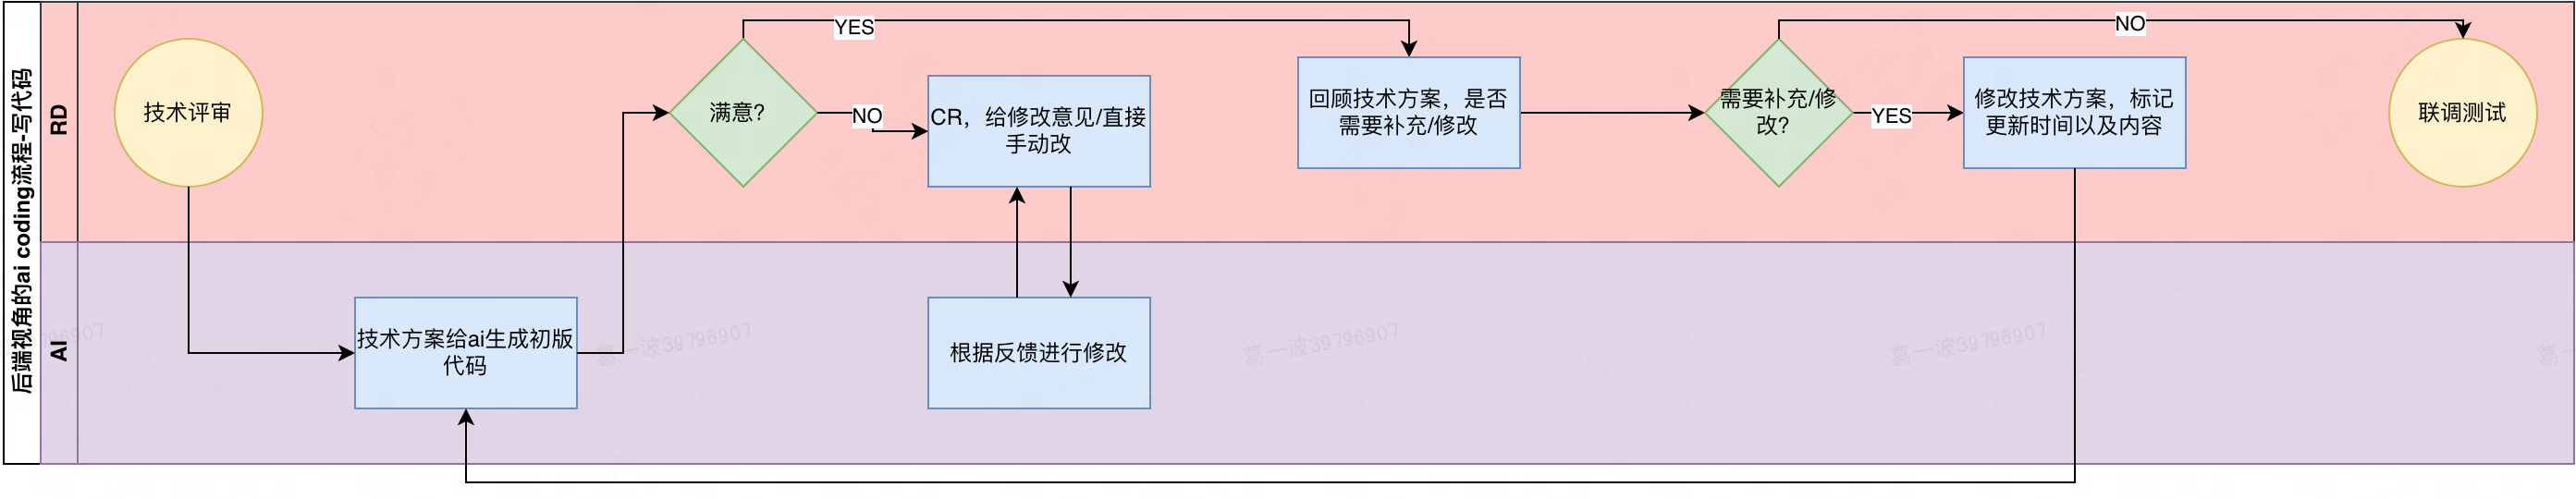 后端视角的ai coding流程-写代码
RD
技术评审
满意?
YES
NO
CR，给修改意见/直接
手动改
回顾技术方案，是否
需要补充/修改
需要补充/修
改?
YES
NO
修改技术方案，标记
更新时间以及内容
联调测试
AI
技术方案给ai生成初版
代码
根据反馈进行修改
796907
葛一波39796907
葛一波39796907
葛一波39796907
葛一